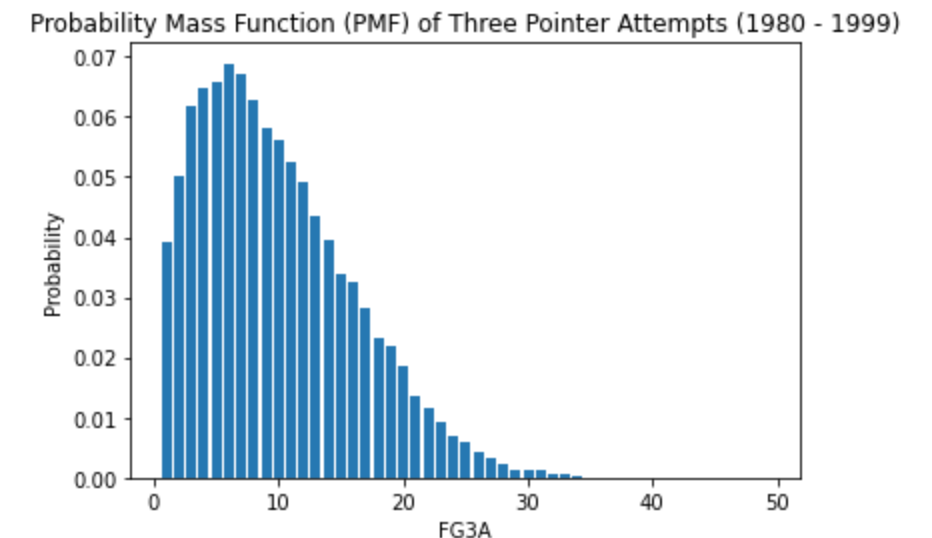 Probability Mass Function (PMF) of Three Pointer Attempts (1980 - 1999)
0.07
0.06
0.05
0.04
0.03
0.02
0.01
0.00
Probability
0 10 20 30 40 50
FG3A